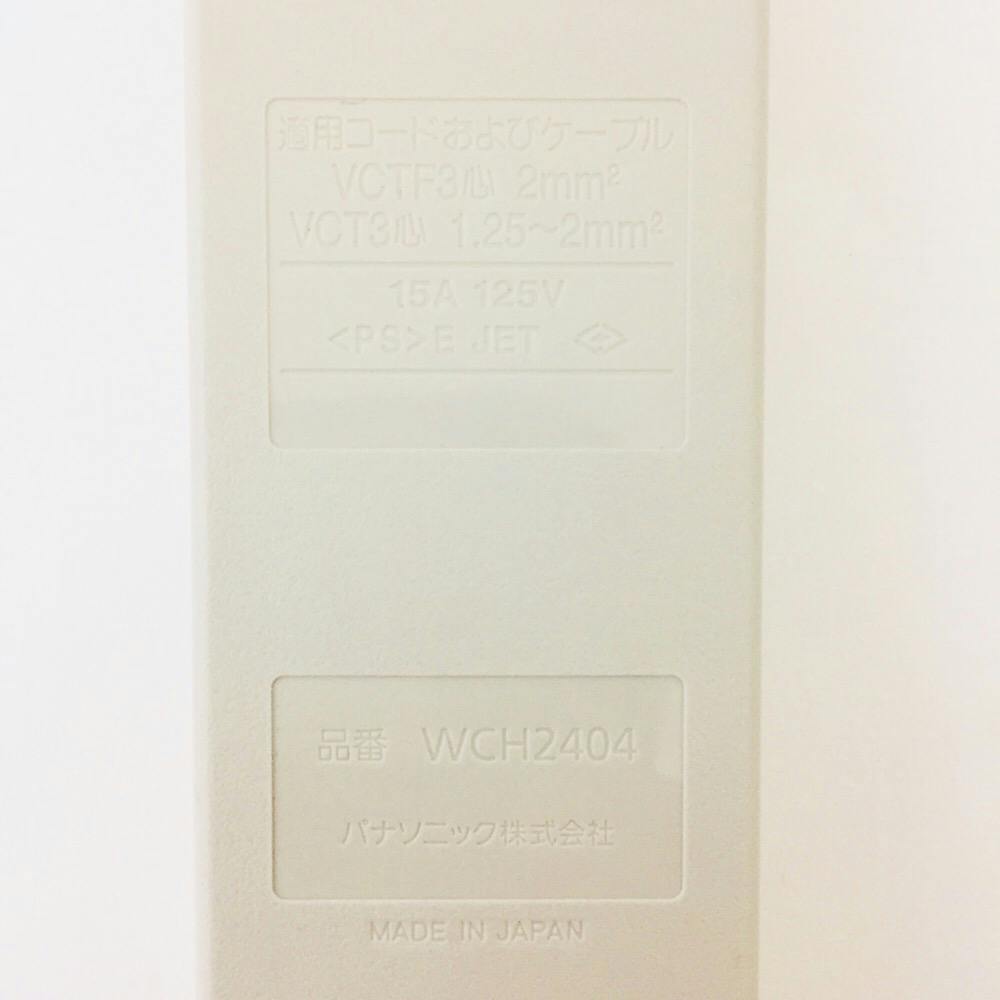 適用コードおよびケーブル
VCTF3心 2mm²
VCT3心 1.25〜2mm²
15A 125V
<PS>E JET
品番 WCH2404
パナソニック株式会社
MADE IN JAPAN